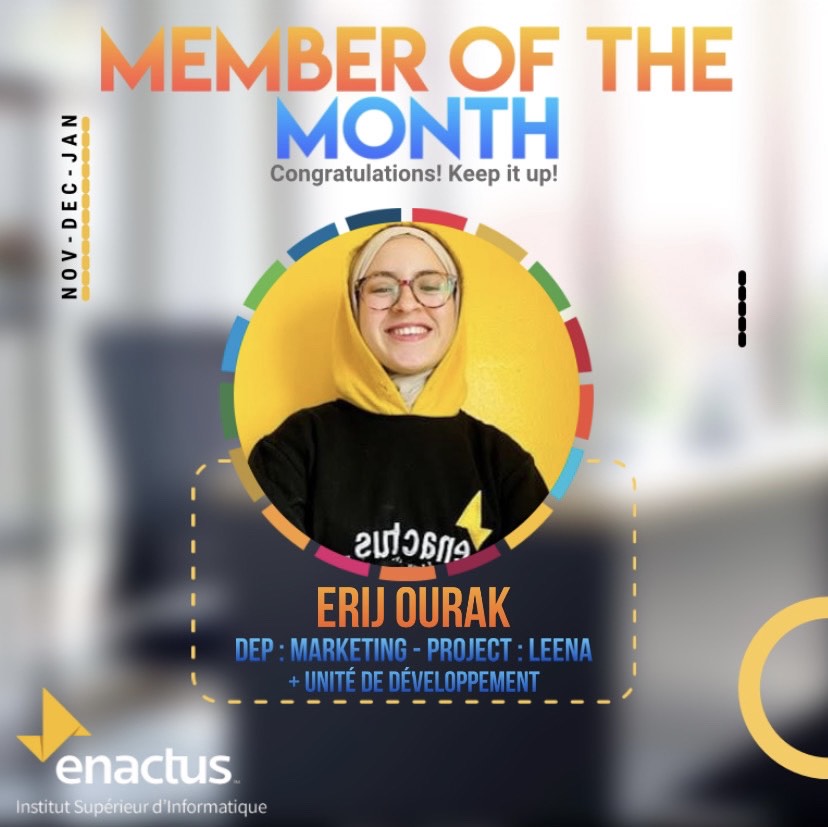 MEMBER OF THE
MONTH
Congratulations! Keep it up!
NOV-DEC-JAN
enactus
ERIJ OURAK
DEP : MARKETING - PROJECT : LEENA
+ UNITÉ DE DÉVELOPPEMENT
enactus
Institut Supérieur d'Informatique